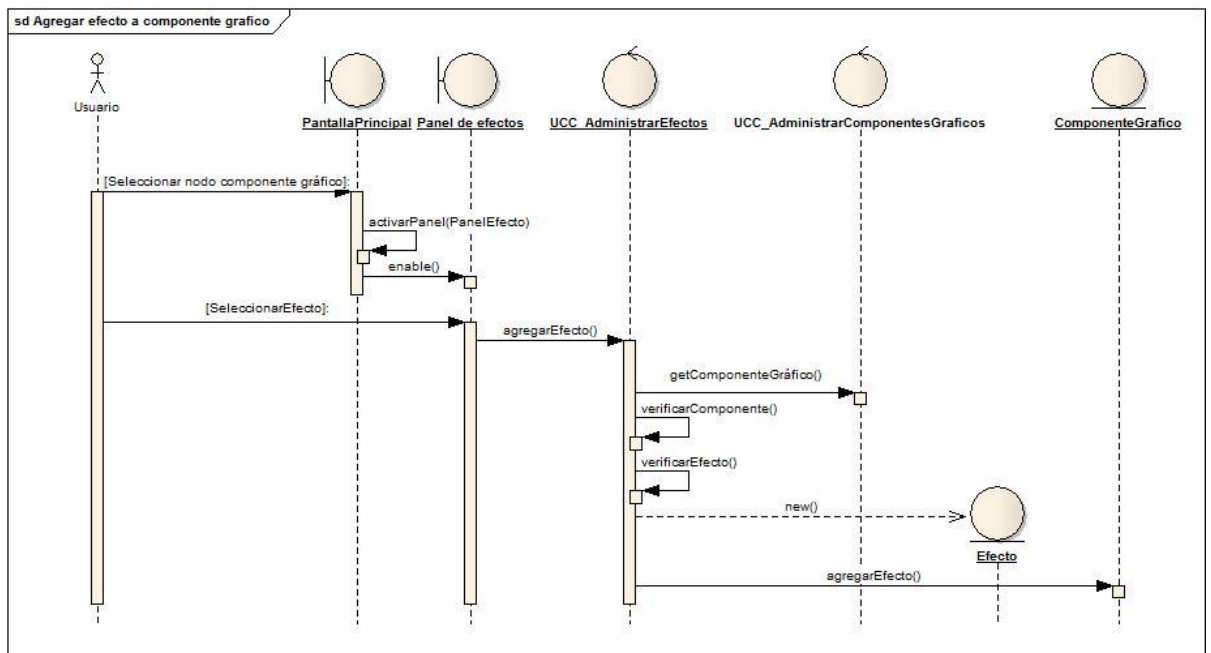 sd Agregar efecto a componente grafico
Usuario
PantallaPrincipal
Panel de efectos
UCC_AdministrarEfectos
UCC_AdministrarComponentesGraficos
ComponenteGrafico
[Seleccionar nodo componente gráfico]:
activarPanel(PanelEfecto)
enable()
[SeleccionarEfecto]:
agregarEfecto()
getComponenteGráfico()
verificarComponente()
verificarEfecto()
new()
Efecto
agregarEfecto()